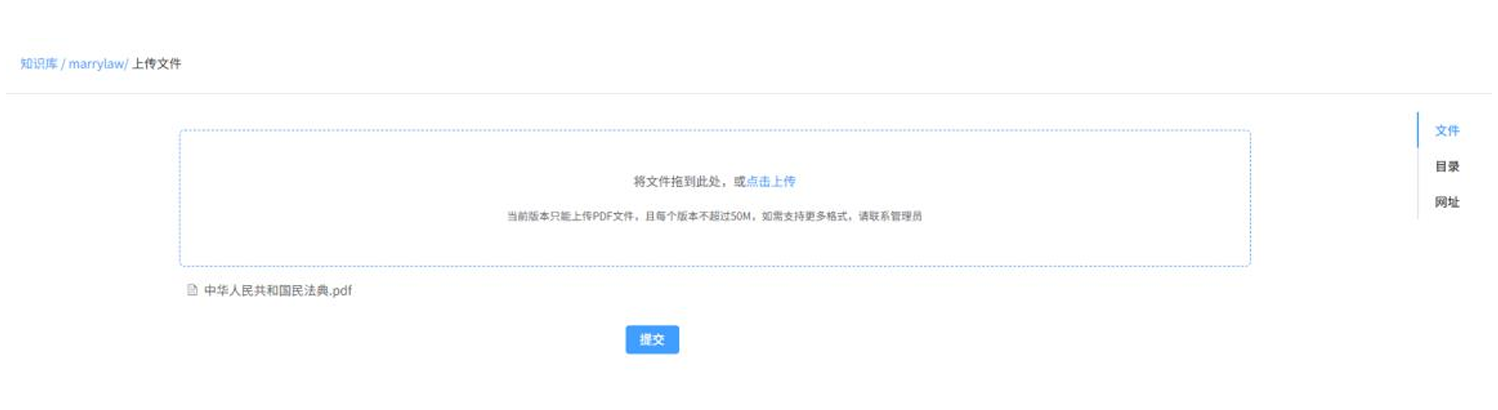 知识库 / marrylaw/ 上传文件
文件
将文件拖到此处，或点击上传
目录
当前版本只能上传PDF文件，且每个版本不超过50M，如需支持更多格式，请联系管理员
网址
中华人民共和国民法典.pdf
提交